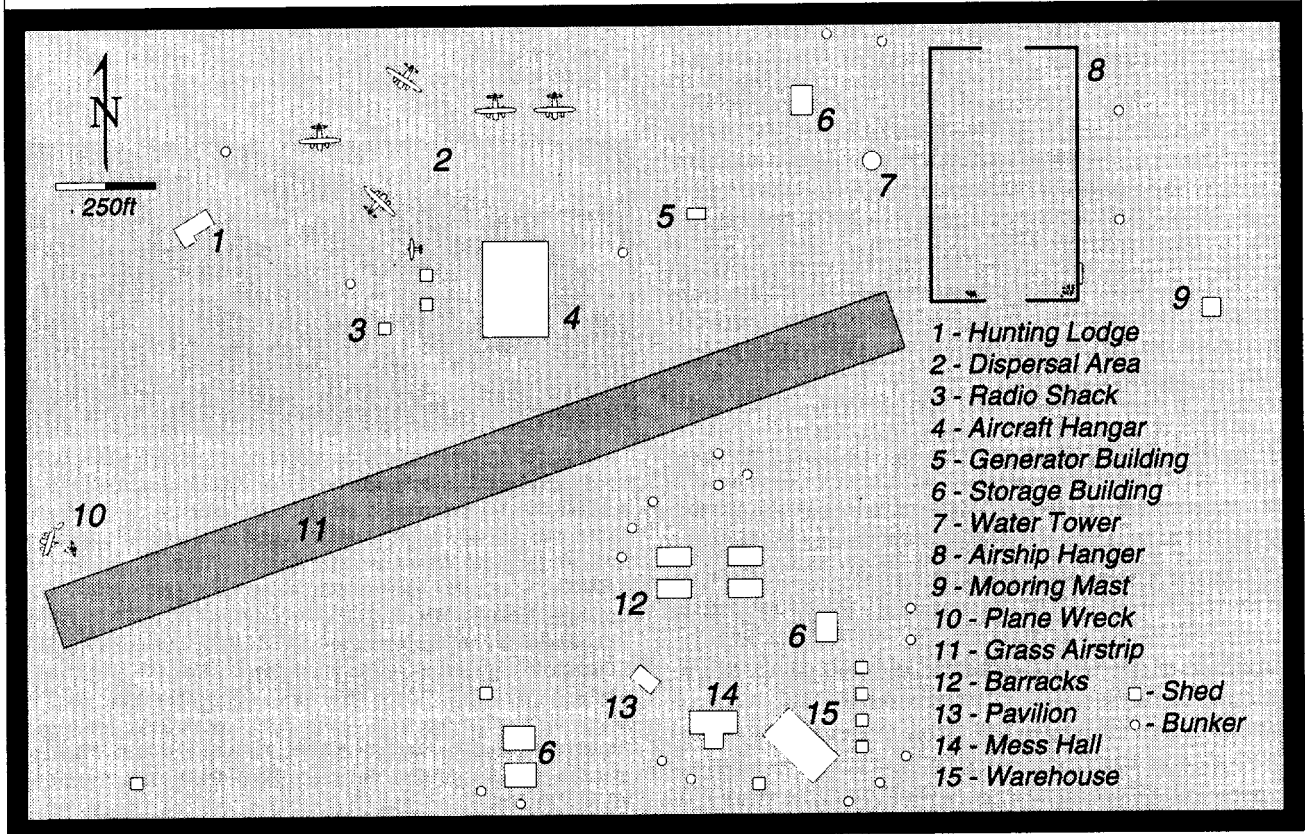 N
250ft
1
2
3
4
5
6
7
8
9
10
11
12
6
13
14
15
6
1 - Hunting Lodge
2 - Dispersal Area
3 - Radio Shack
4 - Aircraft Hangar
5 - Generator Building
6 - Storage Building
7 - Water Tower
8 - Airship Hanger
9 - Mooring Mast
10 - Plane Wreck
11 - Grass Airstrip
12 - Barracks
13 - Pavilion
14 - Mess Hall
15 - Warehouse
- Shed
- Bunker